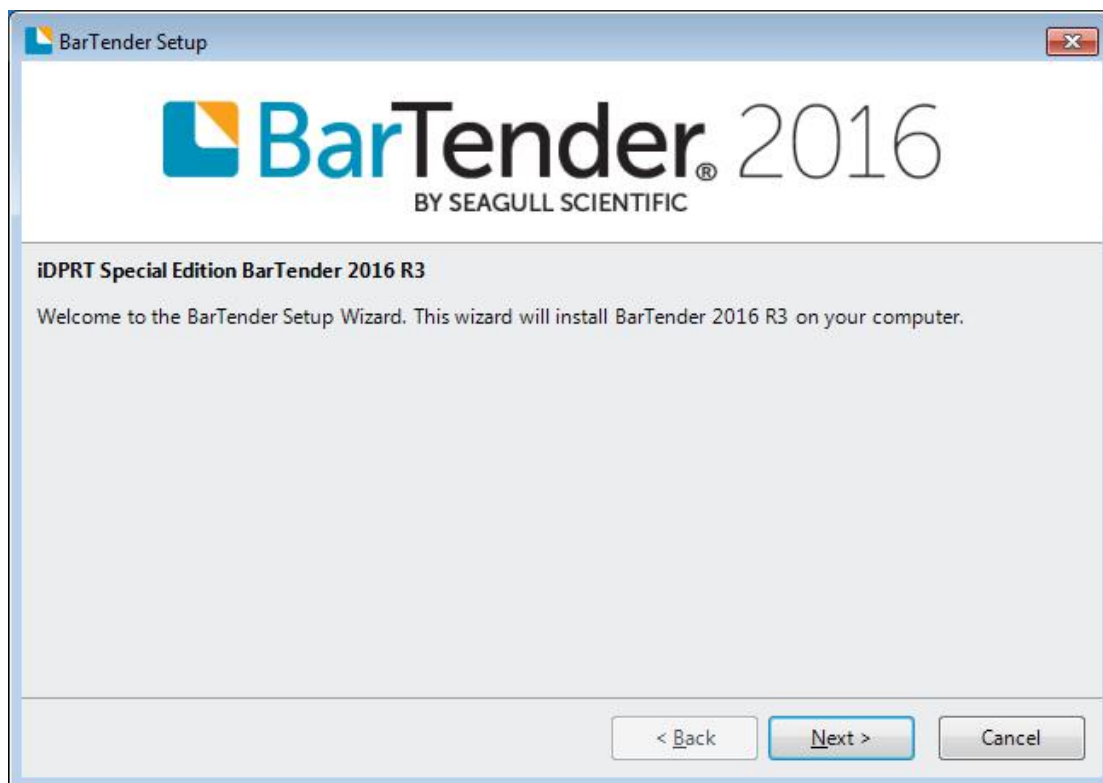 BarTender Setup
BarTender® 2016
BY SEAGULL SCIENTIFIC
iDPRT Special Edition BarTender 2016 R3
Welcome to the BarTender Setup Wizard. This wizard will install BarTender 2016 R3 on your computer.
< Back Next > Cancel